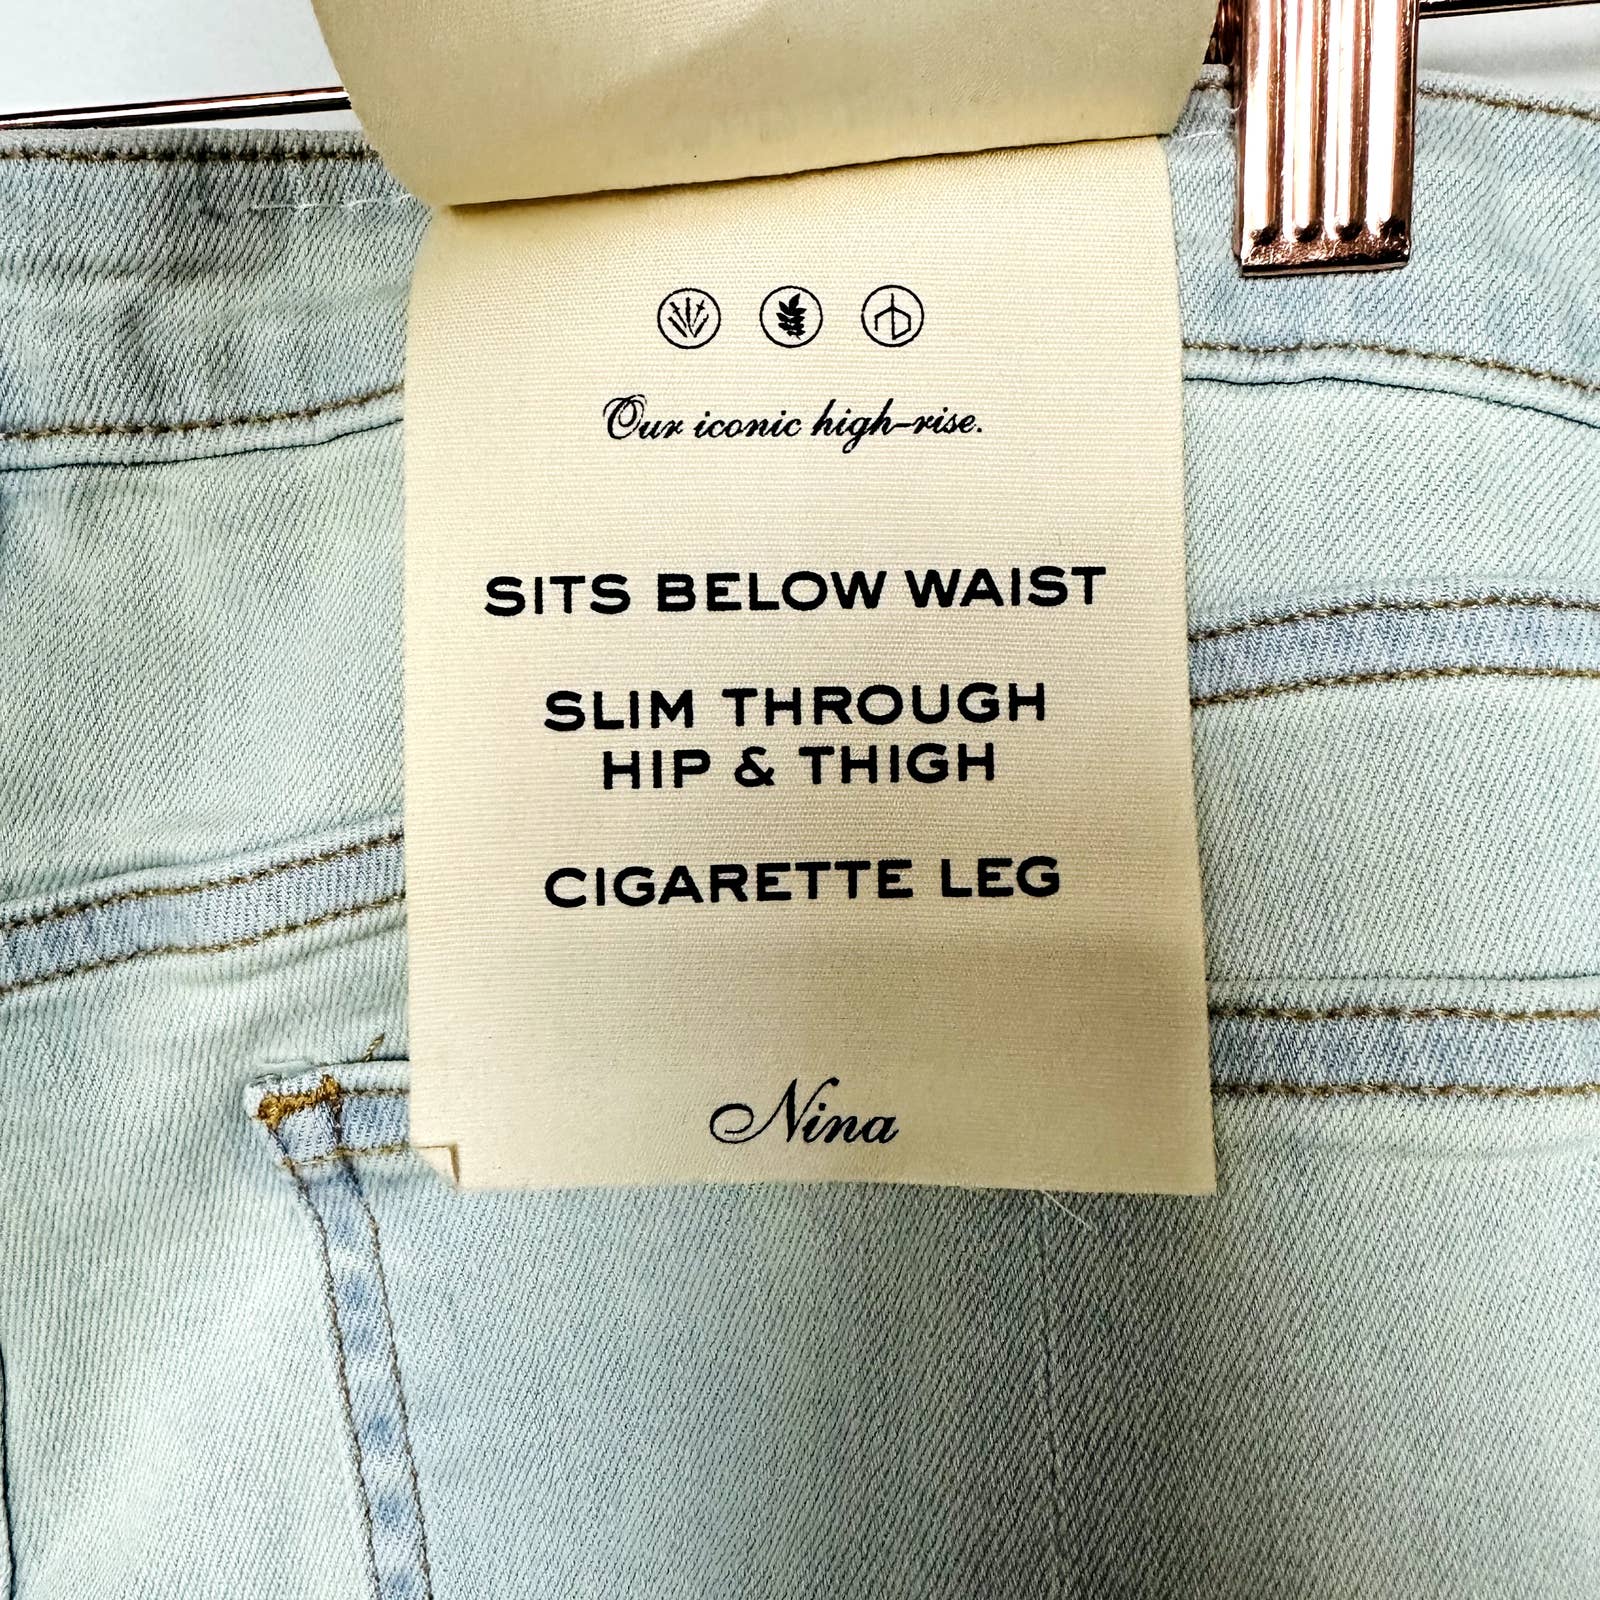 Our iconic high-rise.
SITS BELOW WAIST
SLIM THROUGH
HIP & THIGH
CIGARETTE LEG
Nina